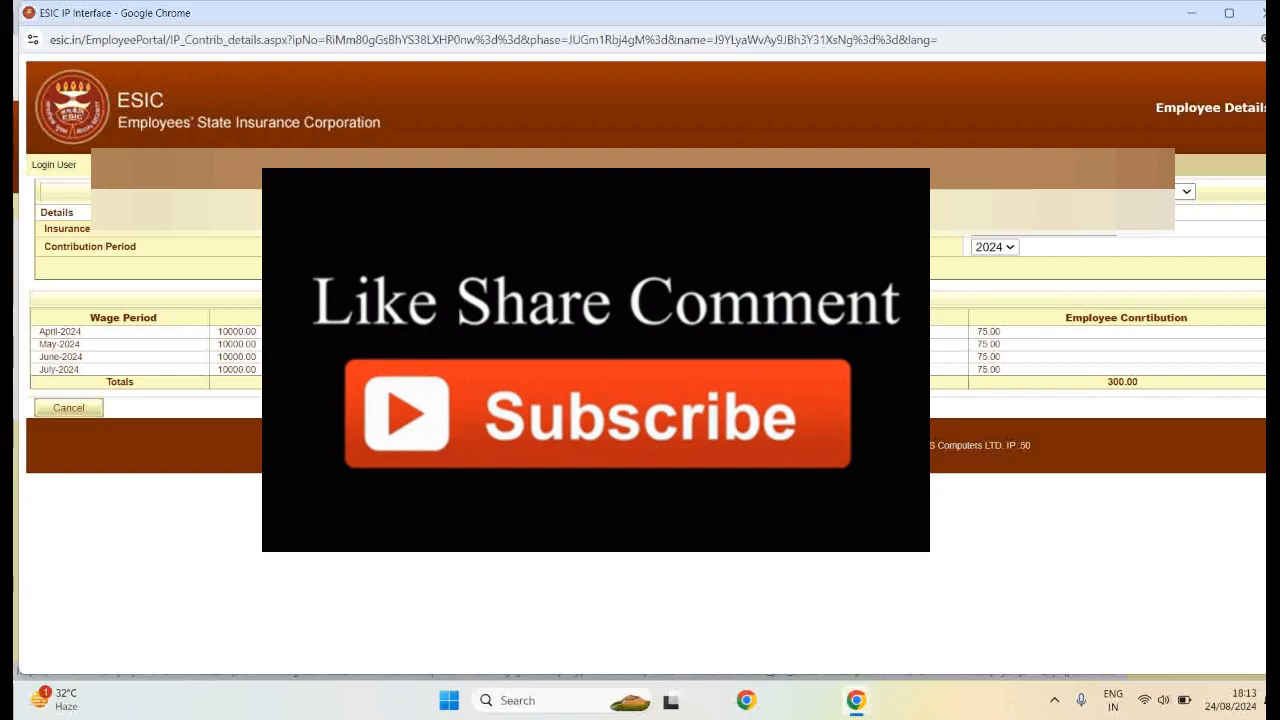 ESIC IP Interface - Google Chrome
esic.in/EmployeePortal/IP_Contrib_details.aspx?ipNo=RiMm80gGsBhYS38LXHP0nw%3d%3d&phase=JUGm1Rbj4gM%3d&name=J9YLyaWvAy9JBh3Y31XsNg%3d%3d&lang=
ESIC
Employees' State Insurance Corporation
Employee Details
Login User
Details
Insurance
Contribution Period
2024
Like Share Comment
Subscribe
Wage Period
Employee Conrtibution
April-2024 10000.00 75.00
May-2024 10000.00 75.00
June-2024 10000.00 75.00
July-2024 10000.00 75.00
Totals 300.00
Cancel
S Computers LTD. IP :50
1
32°C
Haze
Search
ENG
IN
18:13
24/08/2024